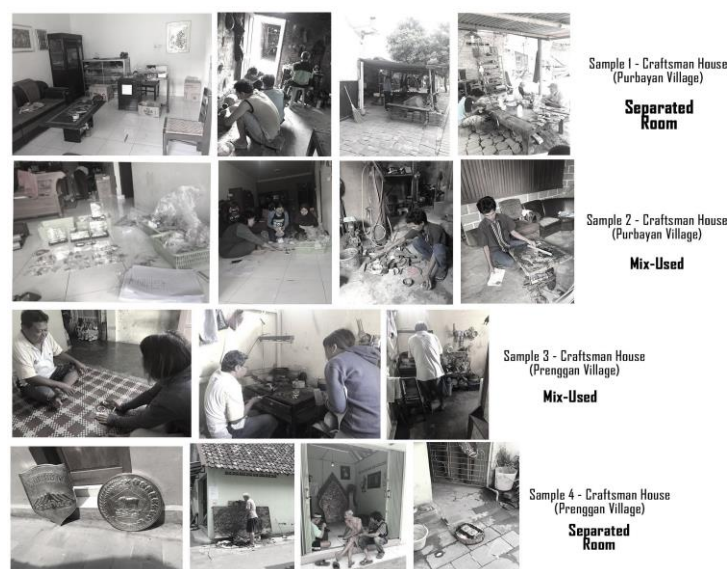 Sample 1 - Craftsman House
(Purbayan Village)
Separated
Room
Sample 2 - Craftsman House
(Purbayan Village)
Mix-Used
Sample 3 - Craftsman House
(Prenggan Village)
Mix-Used
Sample 4 - Craftsman House
(Prenggan Village)
Separated
Room